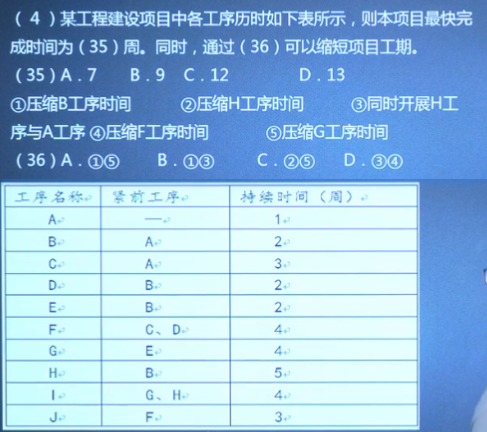 （4）某工程建设项目中各工序历时如下表所示，则本项目最快完
成时间为（35）周。同时，通过（36）可以缩短项目工期。
（35）A．7 B．9 C．12 D．13
①压缩B工序时间 ②压缩H工序时间 ③同时开展H工
序与A工序 ④压缩F工序时间 ⑤压缩G工序时间
（36）A．①⑤ B．①③ C．②⑤ D．③④
工序名称 紧前工序 持续时间（周）
A — 1
B A 2
C A 3
D B 2
E B 2
F C、D 4
G E 4
H B 5
I G、H 4
J F 3